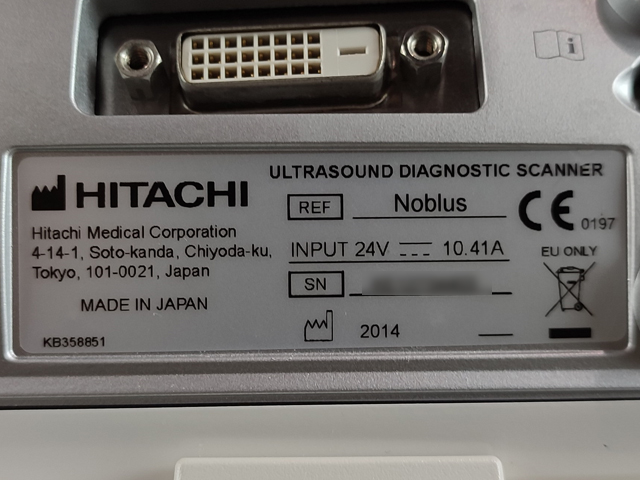 ULTRASOUND DIAGNOSTIC SCANNER
HITACHI
Hitachi Medical Corporation
4-14-1, Soto-kanda, Chiyoda-ku,
Tokyo, 101-0021, Japan
MADE IN JAPAN
KB358851
REF Noblus
INPUT 24V 10.41A
SN
2014
CE 0197
EU ONLY
i